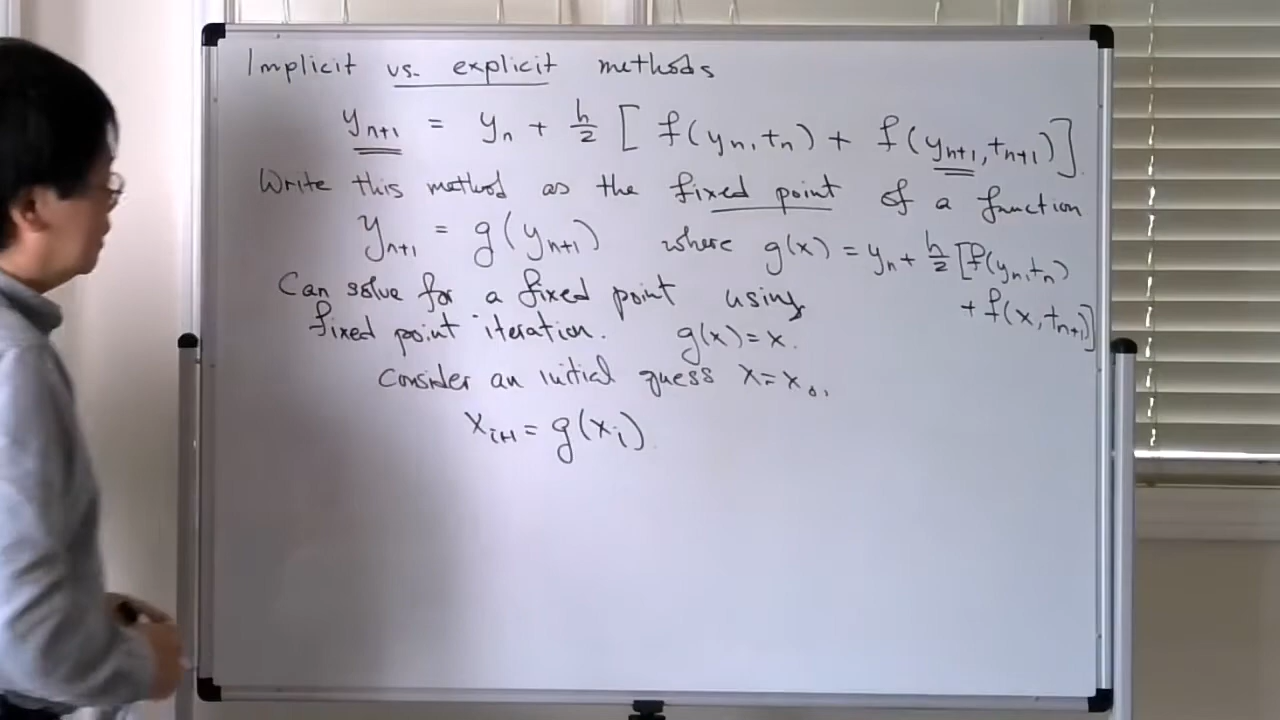 Implicit vs. explicit methods
y_{n+1} = y_n + h/2 [ f(y_n, t_n) + f(y_{n+1}, t_{n+1}) ]
Write this method as the fixed point of a function
y_{n+1} = g(y_{n+1}) where g(x) = y_n + h/2 [f(y_n, t_n)
+ f(x, t_{n+1})]
Can solve for a fixed point using
fixed point iteration. g(x) = x.
Consider an initial guess x = x_0.
x_{i+1} = g(x_i)